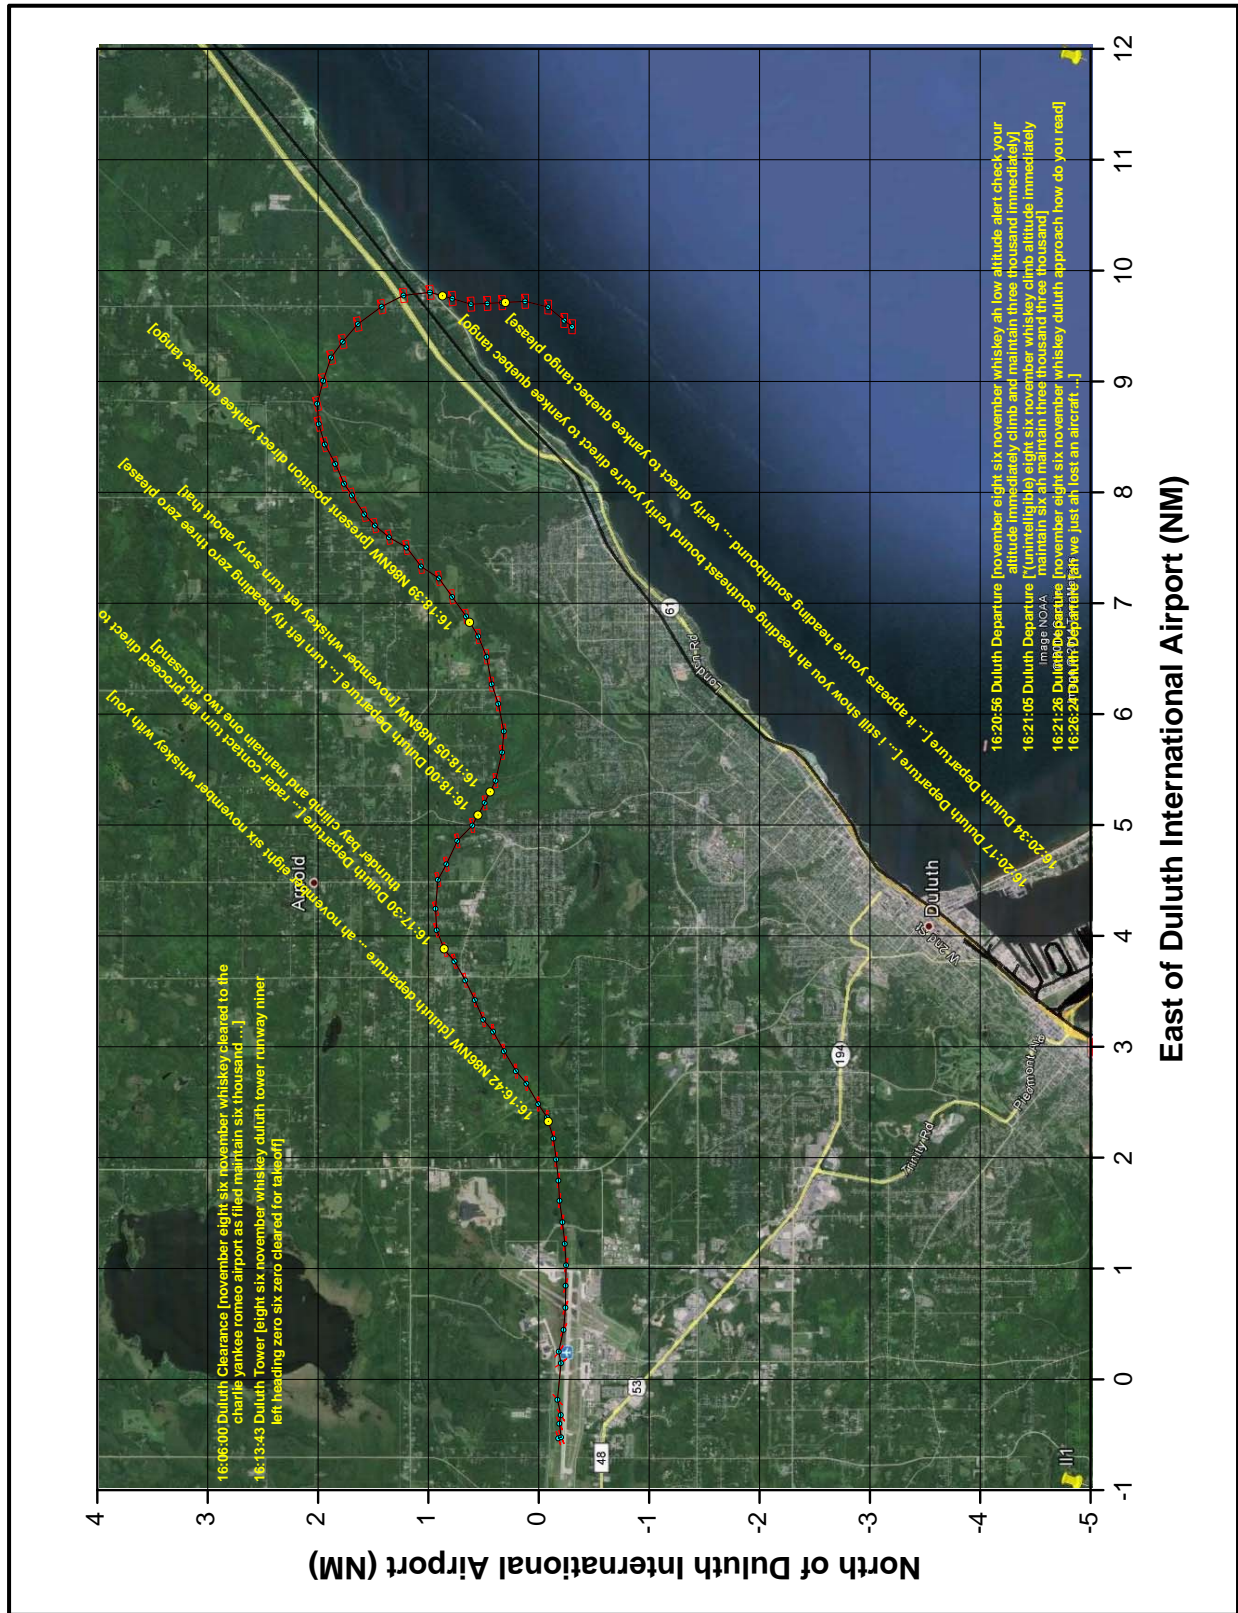 16:06:00 Duluth Clearance [november eight six november whiskey cleared to the
charlie yankee romeo airport as filed maintain six thousand ...]
16:13:43 Duluth Tower [eight six november whiskey duluth tower runway niner
left heading zero six zero cleared for takeoff]
16:16:42 N86NW [duluth departure ... ah november eight six november whiskey with you]
16:17:30 Duluth Departure [... radar contact turn left proceed direct to
thunder bay cilimb and maintain one two thousand]
16:18:00 Duluth Departure [... turn left fly heading zero three zero please]
16:18:05 N86NW [november whiskey left turn sorry about that]
16:18:39 N86NW [present position direct yankee quebec tango]
16:20:17 Duluth Departure [... i still show you ah heading southeast bound verify you're direct to yankee quebec tango]
16:20:34 Duluth Departure [... it appears you're heading southbound ... verify direct to yankee quebec tango please]
16:20:56 Duluth Departure [november eight six november whiskey ah low altitude alert check your
altitude immediately climb and maintain three thousand immediately]
16:21:05 Duluth Departure [*(unintelligible) eight six november whiskey climb altitude immediately
maintain six ah maintain three thousand three thousand]
Image NOAA
16:21:26 Duluth Departure [november eight six november whiskey duluth approach how do you read]
16:26:24 Duluth Departure [ah we just ah lost an aircraft ...]
Arnold
Duluth
London Rd
W 2nd St
Piedmont Ave
Trinity Rd
61
194
53
48
4
3
2
1
0
-1
-2
-3
-4
-5
North of Duluth International Airport (NM)
-1
0
1
2
3
4
5
6
7
8
9
10
11
12
East of Duluth International Airport (NM)